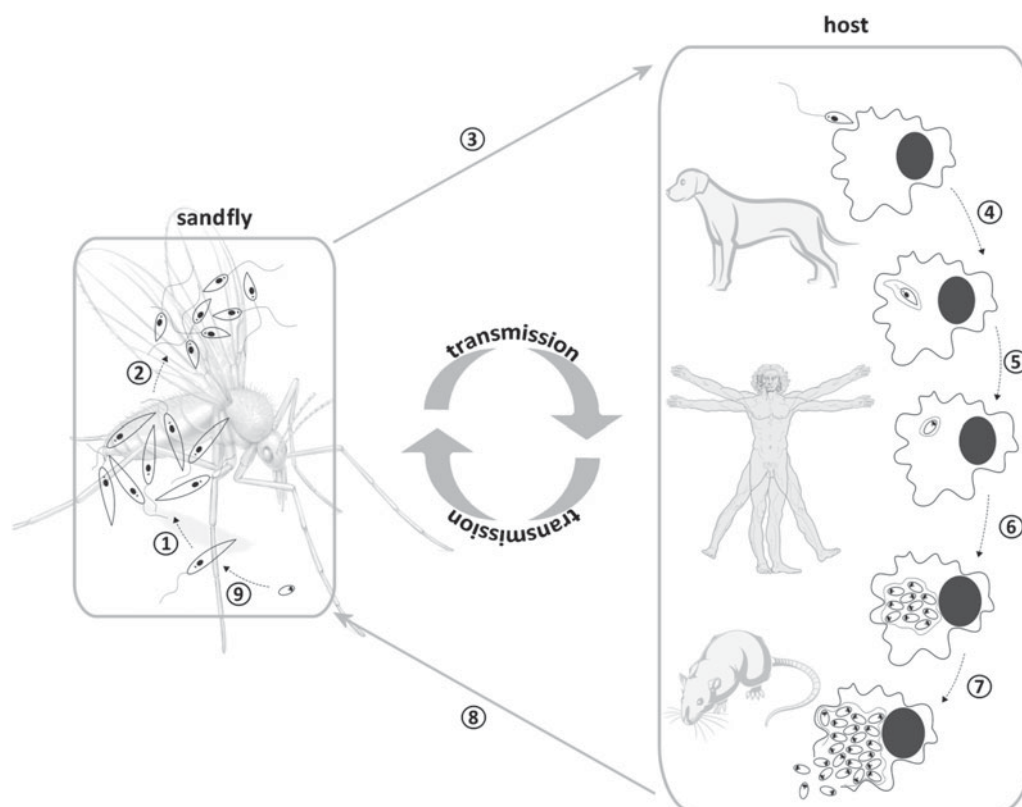 host
③
sandfly
④
②
transmission
⑤
transmission
①
⑥
⑨
⑦
⑧